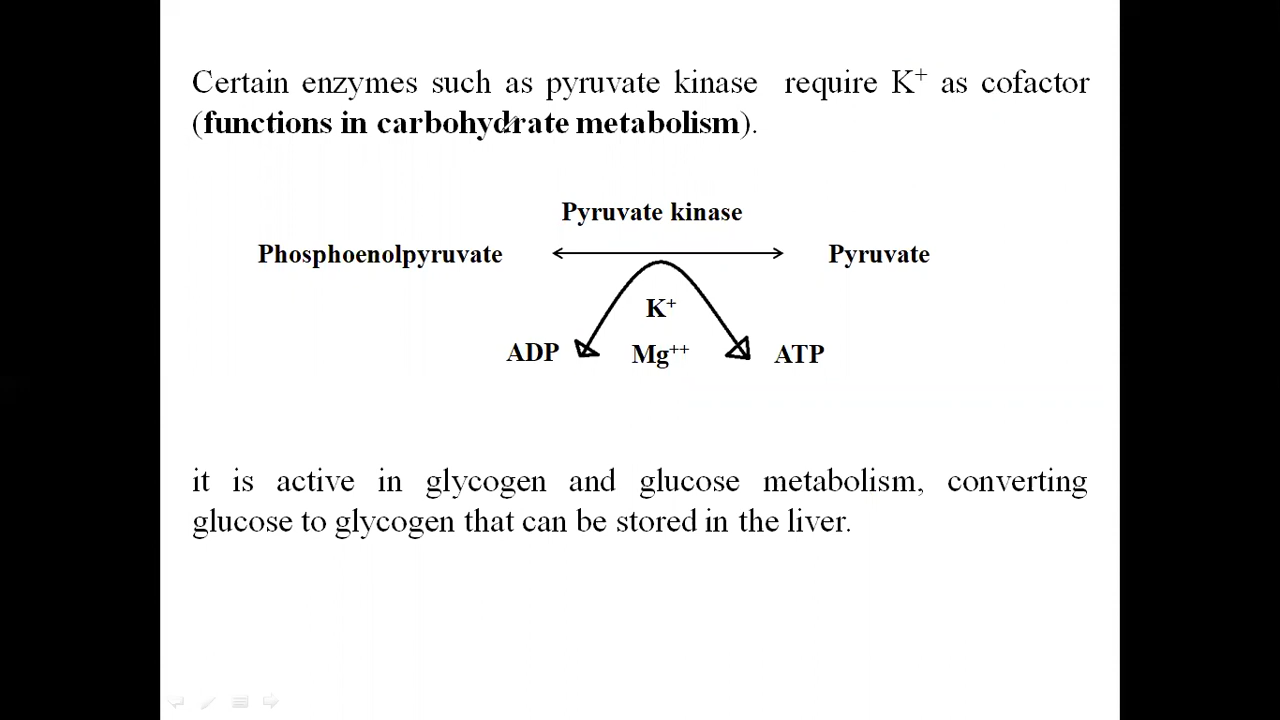 Certain enzymes such as pyruvate kinase require K⁺ as cofactor
(functions in carbohydrate metabolism).
Pyruvate kinase
Phosphoenolpyruvate Pyruvate
K⁺
ADP Mg⁺⁺ ATP
it is active in glycogen and glucose metabolism, converting
glucose to glycogen that can be stored in the liver.